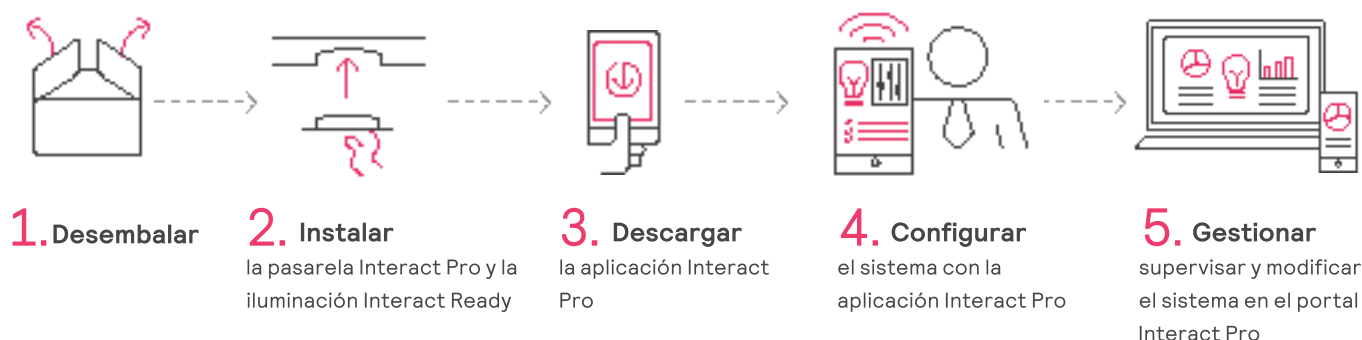 1. Desembalar
2. Instalar
la pasarela Interact Pro y la
iluminación Interact Ready
3. Descargar
la aplicación Interact
Pro
4. Configurar
el sistema con la
aplicación Interact Pro
5. Gestionar
supervisar y modificar
el sistema en el portal
Interact Pro